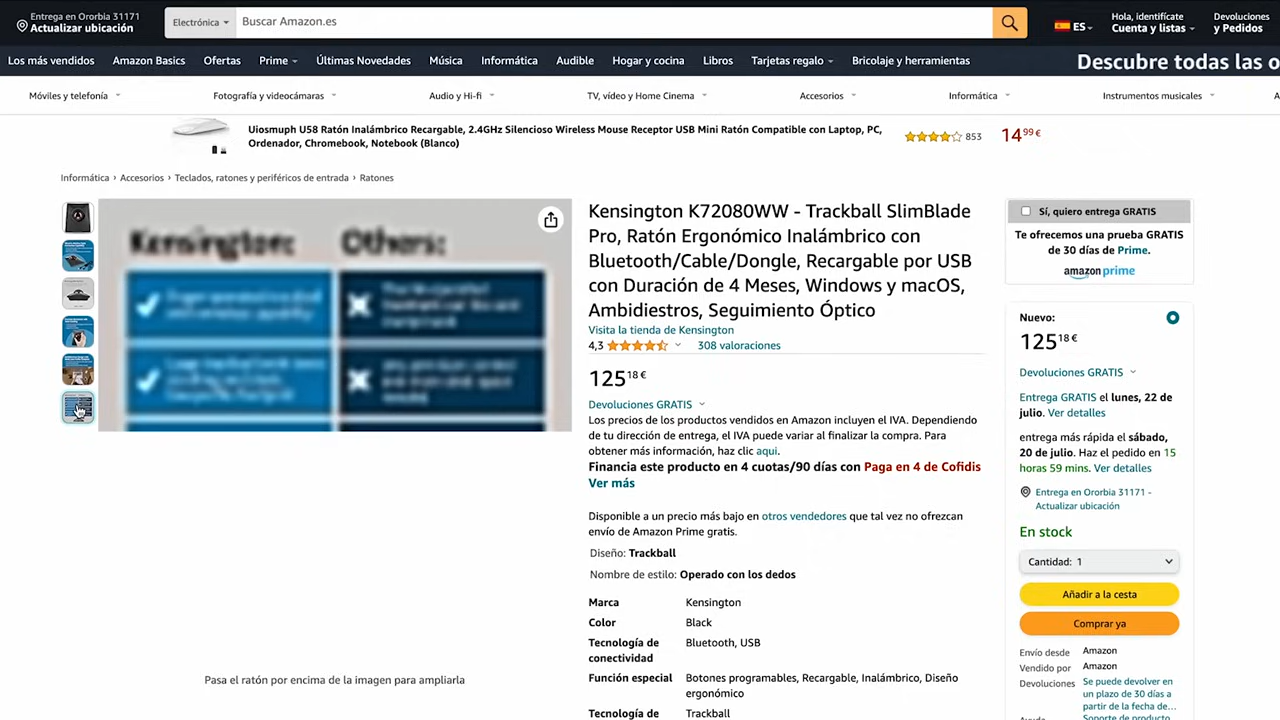 Entrega en Ororbia 31171
Actualizar ubicación
Electrónica
Buscar Amazon.es
ES
Hola, identifícate
Cuenta y listas
Devoluciones
y Pedidos
Los más vendidos
Amazon Basics
Ofertas
Prime
Últimas Novedades
Música
Informática
Audible
Hogar y cocina
Libros
Tarjetas regalo
Bricolaje y herramientas
Descubre todas las o
Móviles y telefonía
Fotografía y videocámaras
Audio y Hi-fi
TV, vídeo y Home Cinema
Accesorios
Informática
Instrumentos musicales
A
Uiosmuph U58 Ratón Inalámbrico Recargable, 2.4GHz Silencioso Wireless Mouse Receptor USB Mini Ratón Compatible con Laptop, PC,
Ordenador, Chromebook, Notebook (Blanco)
853
14,99 €
Informática › Accesorios › Teclados, ratones y periféricos de entrada › Ratones
Kensington:
Others:
Kensington K72080WW - Trackball SlimBlade
Pro, Ratón Ergonómico Inalámbrico con
Bluetooth/Cable/Dongle, Recargable por USB
con Duración de 4 Meses, Windows y macOS,
Ambidiestros, Seguimiento Óptico
Visita la tienda de Kensington
4,3
308 valoraciones
125,18 €
Devoluciones GRATIS
Los precios de los productos vendidos en Amazon incluyen el IVA. Dependiendo
de tu dirección de entrega, el IVA puede variar al finalizar la compra. Para
obtener más información, haz clic aqui.
Financia este producto en 4 cuotas/90 días con Paga en 4 de Cofidis
Ver más
Disponible a un precio más bajo en otros vendedores que tal vez no ofrezcan
envío de Amazon Prime gratis.
Diseño: Trackball
Nombre de estilo: Operado con los dedos
Marca Kensington
Color Black
Tecnología de Bluetooth, USB
conectividad
Función especial Botones programables, Recargable, Inalámbrico, Diseño
ergonómico
Tecnología de Trackball
Pasa el ratón por encima de la imagen para ampliarla
Sí, quiero entrega GRATIS
Te ofrecemos una prueba GRATIS
de 30 días de Prime.
amazon prime
Nuevo:
125,18 €
Devoluciones GRATIS
Entrega GRATIS el lunes, 22 de
julio. Ver detalles
entrega más rápida el sábado,
20 de julio. Haz el pedido en 15
horas 59 mins. Ver detalles
Entrega en Ororbia 31171 -
Actualizar ubicación
En stock
Cantidad: 1
Añadir a la cesta
Comprar ya
Envío desde Amazon
Vendido por Amazon
Devoluciones Se puede devolver en
un plazo de 30 días a
partir de la fecha de...
Ayuda Soporte de producto